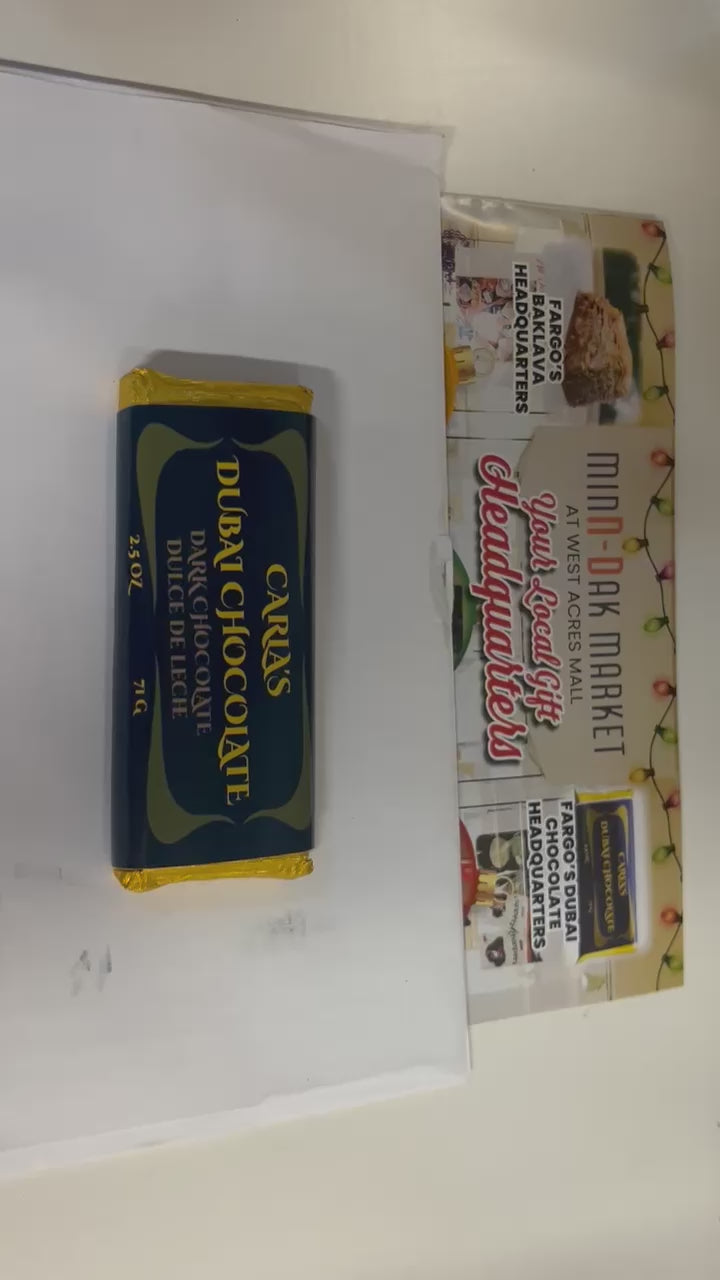 CARLA'S
DUBAI CHOCOLATE
DARK CHOCOLATE
DULCE DE LECHE
2.5 OZ
71 G
FARGO'S
BAKLAVA
HEADQUARTERS
MINN-DAK MARKET
AT WEST ACRES MALL
Your Local Gift
Headquarters
CARLA'S
DUBAI CHOCOLATE
FARGO'S DUBAI
CHOCOLATE
HEADQUARTERS